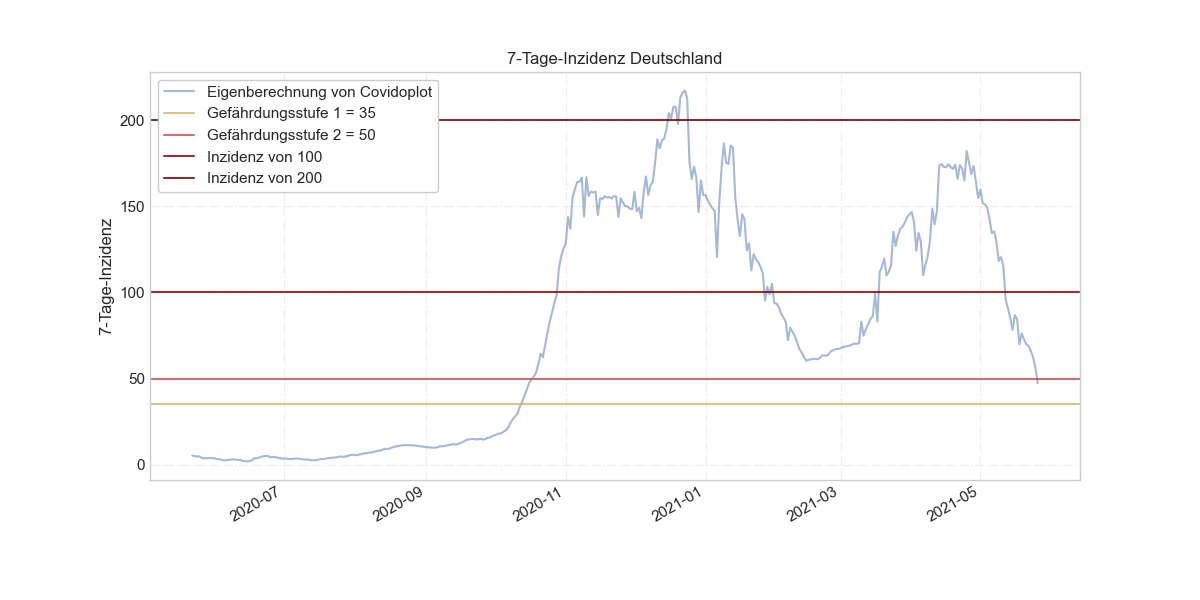 7-Tage-Inzidenz Deutschland
Eigenberechnung von Covidoplot
Gefährdungsstufe 1 = 35
Gefährdungsstufe 2 = 50
Inzidenz von 100
Inzidenz von 200
7-Tage-Inzidenz
200
150
100
50
0
2020-07
2020-09
2020-11
2021-01
2021-03
2021-05